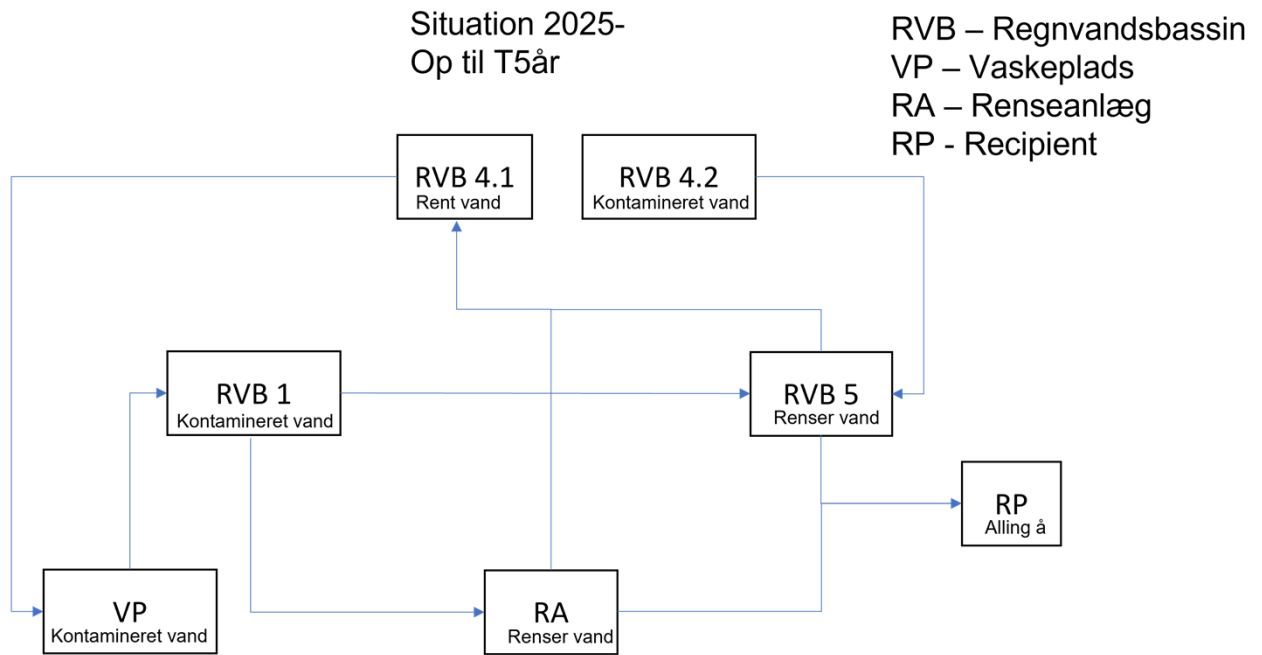 Situation 2025-
Op til T5år
RVB – Regnvandsbassin
VP – Vaskeplads
RA – Renseanlæg
RP - Recipient
RVB 4.1
Rent vand
RVB 4.2
Kontamineret vand
RVB 1
Kontamineret vand
RVB 5
Renser vand
RP
Alling å
VP
Kontamineret vand
RA
Renser vand